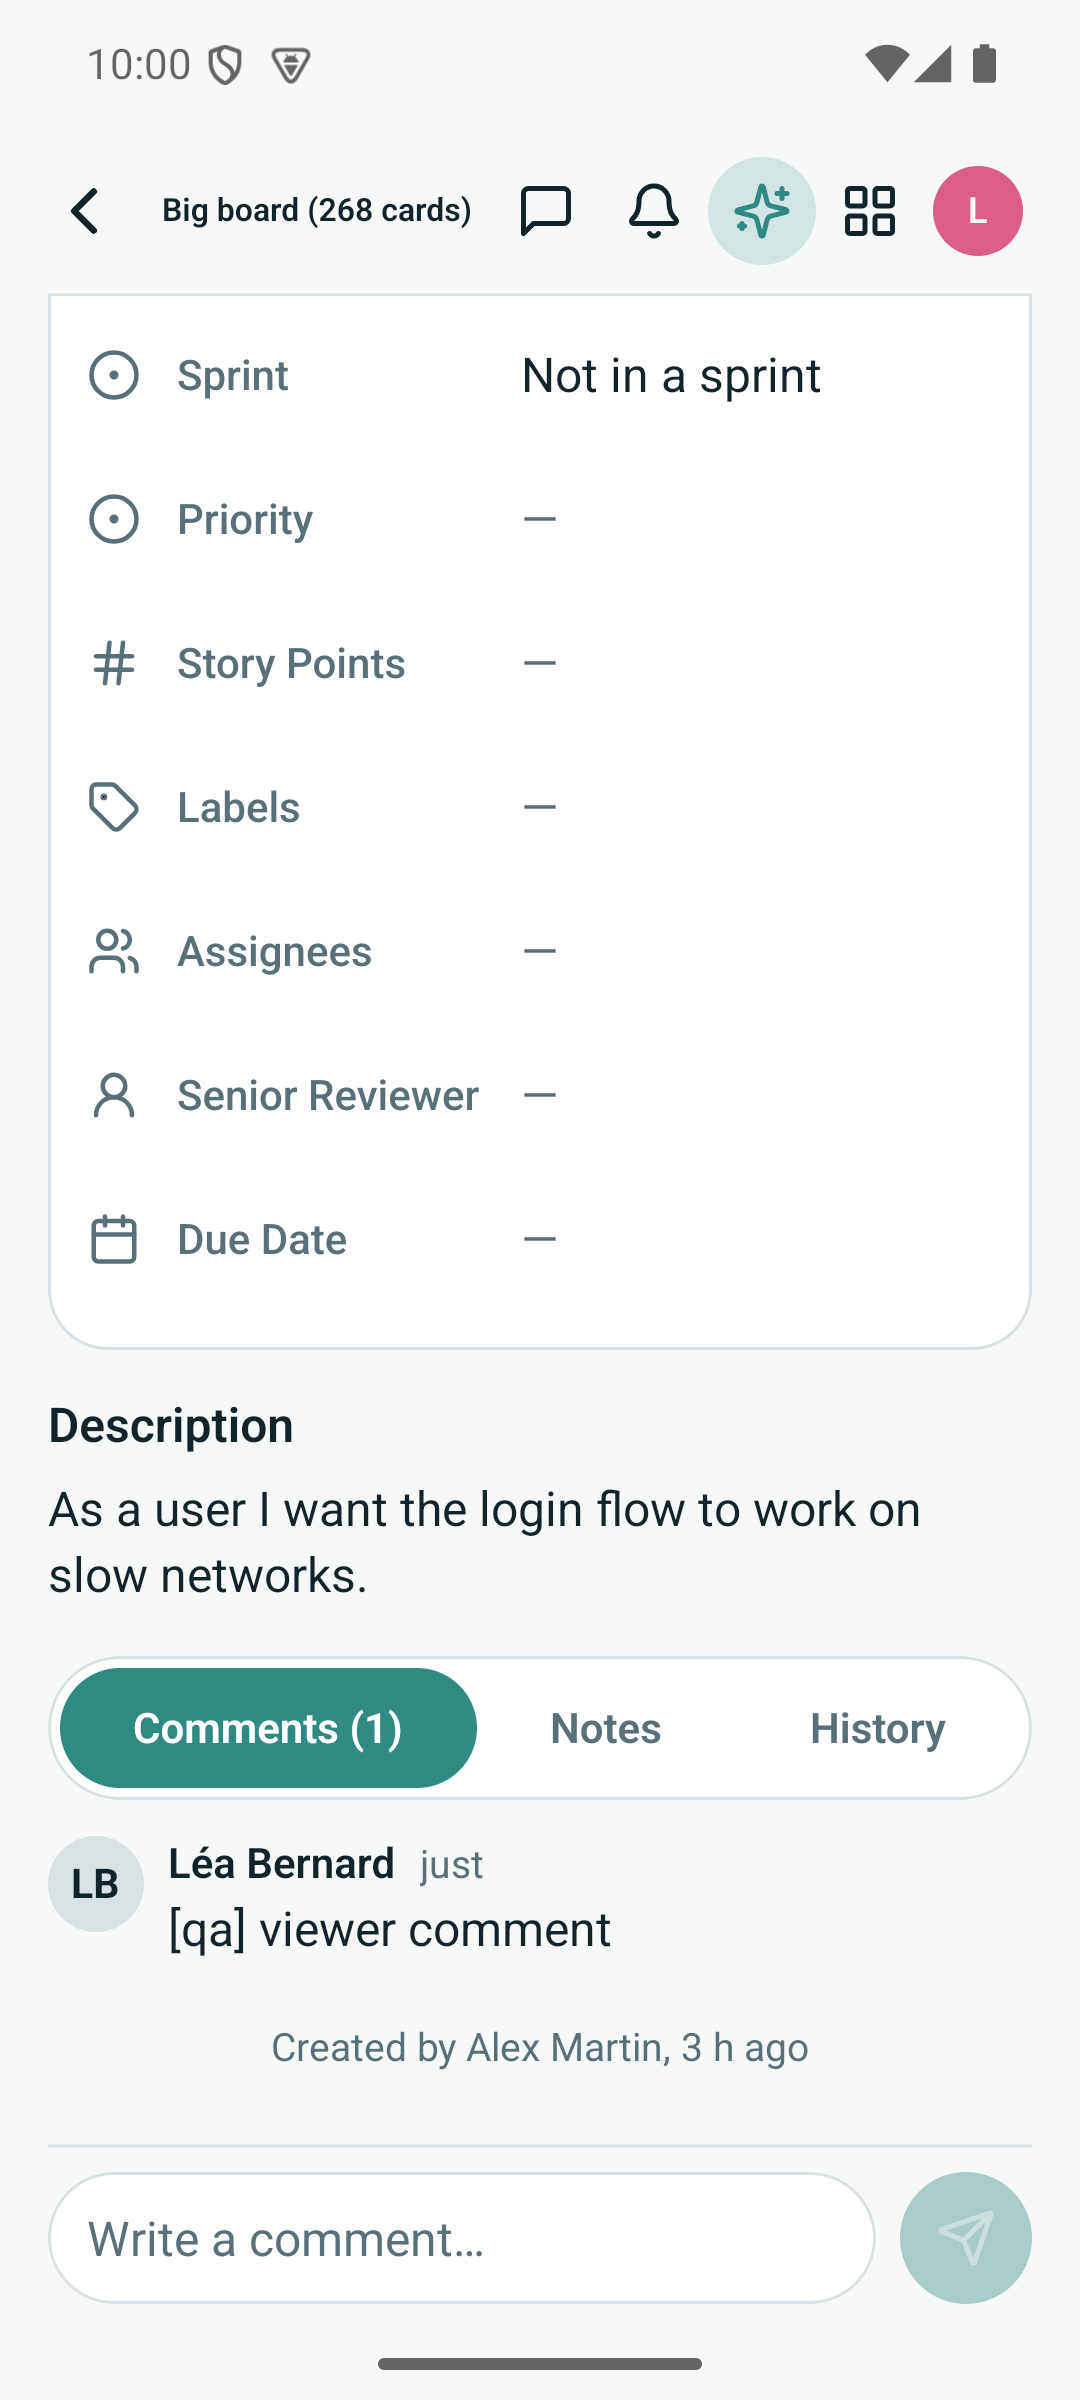 10:00
Big board (268 cards)
L
Sprint Not in a sprint
Priority —
Story Points —
Labels —
Assignees —
Senior Reviewer —
Due Date —
Description
As a user I want the login flow to work on
slow networks.
Comments (1) Notes History
LB Léa Bernard just
[qa] viewer comment
Created by Alex Martin, 3 h ago
Write a comment...